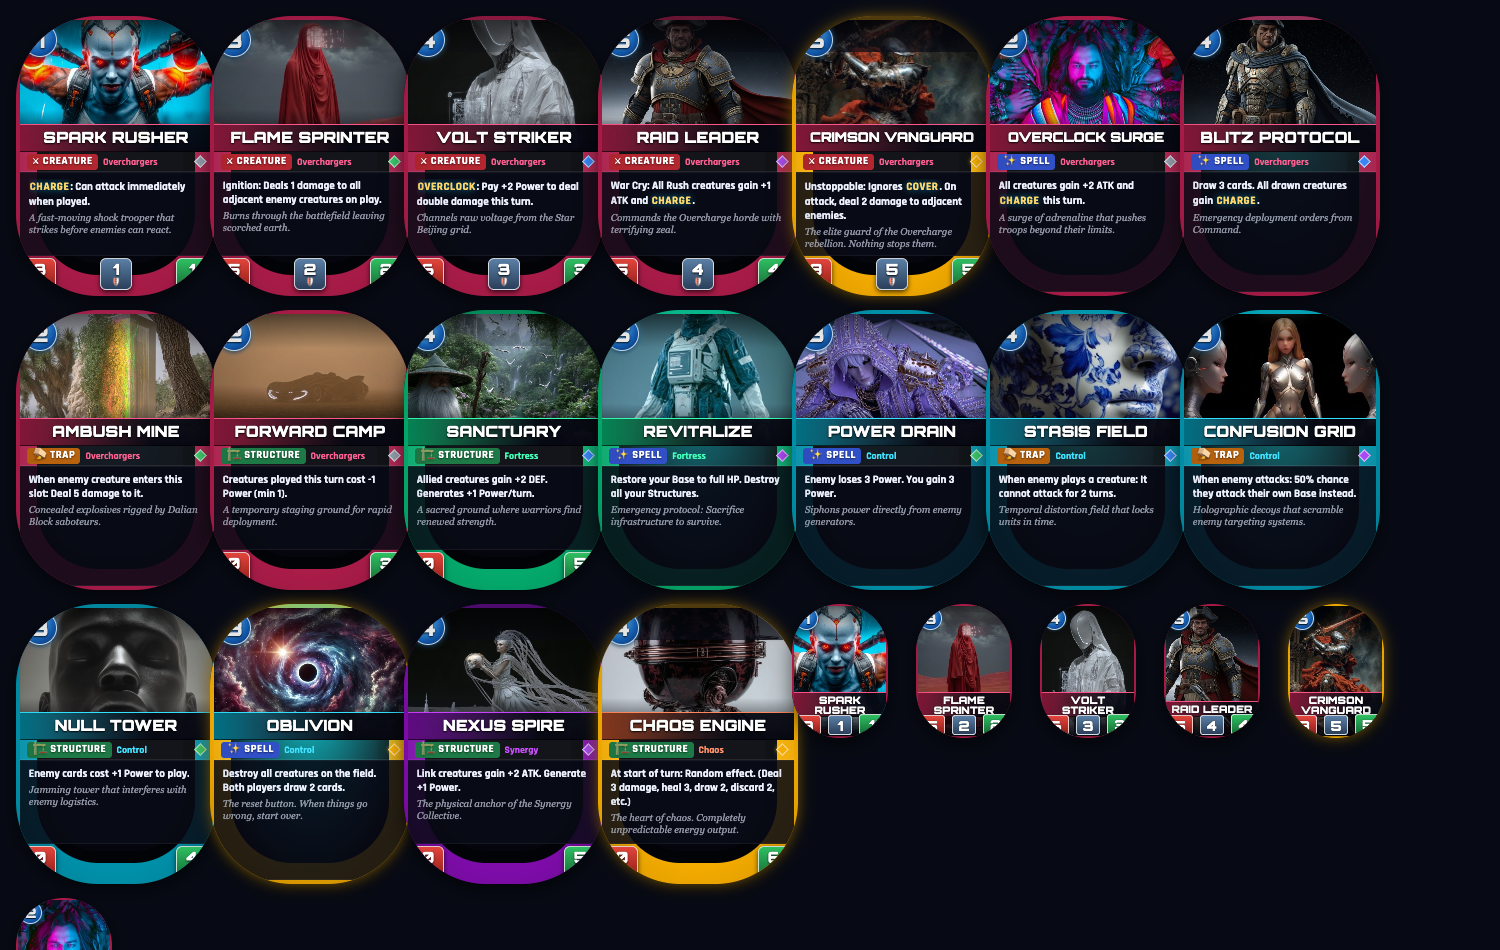 SPARK RUSHER
CREATURE Overchargers
CHARGE: Can attack immediately
when played.
A fast-moving shock trooper that
strikes before enemies can react.
1
FLAME SPRINTER
CREATURE Overchargers
Ignition: Deals 1 damage to all
adjacent enemy creatures on play.
Burns through the battlefield leaving
scorched earth.
2
4
VOLT STRIKER
CREATURE Overchargers
OVERCLOCK: Pay +2 Power to deal
double damage this turn.
Channels raw voltage from the Star
Beijing grid.
3
RAID LEADER
CREATURE Overchargers
War Cry: All Rush creatures gain +1
ATK and CHARGE.
Commands the Overcharge horde with
terrifying zeal.
4
CRIMSON VANGUARD
CREATURE Overchargers
Unstoppable: Ignores COVER. On
attack, deal 2 damage to adjacent
enemies.
The elite guard of the Overcharge
rebellion. Nothing stops them.
5
2
OVERCLOCK SURGE
SPELL Overchargers
All creatures gain +2 ATK and
CHARGE this turn.
A surge of adrenaline that pushes
troops beyond their limits.
4
BLITZ PROTOCOL
SPELL Overchargers
Draw 3 cards. All drawn creatures
gain CHARGE.
Emergency deployment orders from
Command.
AMBUSH MINE
TRAP Overchargers
When enemy creature enters this
slot: Deal 5 damage to it.
Concealed explosives rigged by Dalian
Block saboteurs.
FORWARD CAMP
STRUCTURE Overchargers
Creatures played this turn cost -1
Power (min 1).
A temporary staging ground for rapid
deployment.
4
SANCTUARY
STRUCTURE Fortress
Allied creatures gain +2 DEF.
Generates +1 Power/turn.
A sacred ground where warriors find
renewed strength.
REVITALIZE
SPELL Fortress
Restore your Base to full HP. Destroy
all your Structures.
Emergency protocol: Sacrifice
infrastructure to survive.
POWER DRAIN
SPELL Control
Enemy loses 3 Power. You gain 3
Power.
Siphons power directly from enemy
generators.
4
STASIS FIELD
TRAP Control
When enemy plays a creature: It
cannot attack for 2 turns.
Temporal distortion field that locks
units in time.
CONFUSION GRID
TRAP Control
When enemy attacks: 50% chance
they attack their own Base instead.
Holographic decoys that scramble
enemy targeting systems.
NULL TOWER
STRUCTURE Control
Enemy cards cost +1 Power to play.
Jamming tower that interferes with
enemy logistics.
OBLIVION
SPELL Control
Destroy all creatures on the field.
Both players draw 2 cards.
The reset button. When things go
wrong, start over.
4
NEXUS SPIRE
STRUCTURE Synergy
Link creatures gain +2 ATK. Generate
+1 Power.
The physical anchor of the Synergy
Collective.
4
CHAOS ENGINE
STRUCTURE Chaos
At start of turn: Random effect. (Deal
3 damage, heal 3, draw 2, discard 2,
etc.)
The heart of chaos. Completely
unpredictable energy output.
SPARK
RUSHER
1
FLAME
SPRINTER
2
4
VOLT
STRIKER
3
RAID LEADER
4
CRIMSON
VANGUARD
5
2